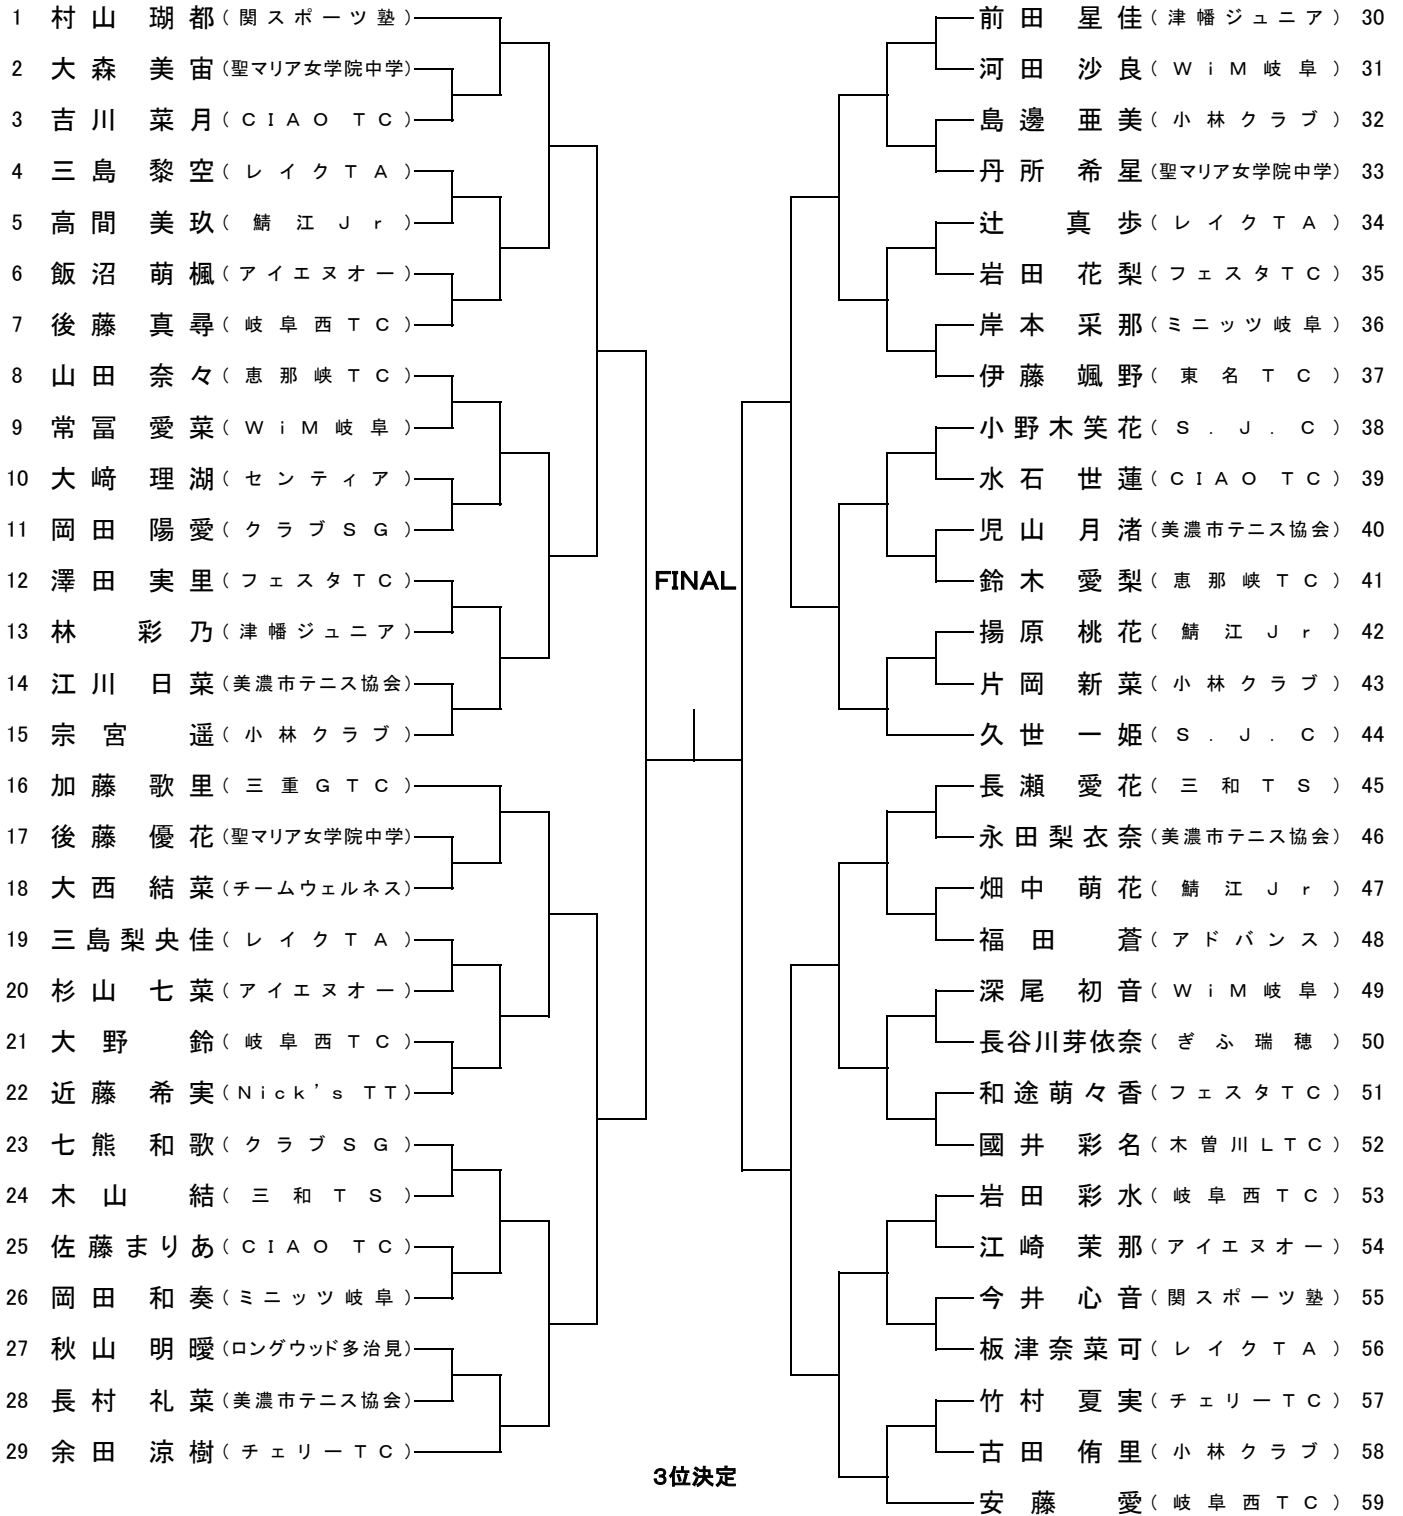 1 村山 瑚都(関スポーツ塾)
2 大森 美宙(聖マリア女学院中学)
3 吉川 菜月(CIAO TC)
4 三島 黎空(レイクTA)
5 高間 美玖(鯖江Jr)
6 飯沼 萌楓(アイエヌオー)
7 後藤 真尋(岐阜西TC)
8 山田 奈々(恵那峡TC)
9 常冨 愛菜(WiM岐阜)
10 大﨑 理湖(センティア)
11 岡田 陽愛(クラブSG)
12 澤田 実里(フェスタTC)
13 林 彩乃(津幡ジュニア)
14 江川 日菜(美濃市テニス協会)
15 宗宮 遥(小林クラブ)
16 加藤 歌里(三重GTC)
17 後藤 優花(聖マリア女学院中学)
18 大西 結菜(チームウェルネス)
19 三島梨央佳(レイクTA)
20 杉山 七菜(アイエヌオー)
21 大野 鈴(岐阜西TC)
22 近藤 希実(Nick's TT)
23 七熊 和歌(クラブSG)
24 木山 結(三和TS)
25 佐藤まりあ(CIAO TC)
26 岡田 和奏(ミニッツ岐阜)
27 秋山 明曖(ロングウッド多治見)
28 長村 礼菜(美濃市テニス協会)
29 余田 涼樹(チェリーTC)
FINAL
3位決定
前田 星佳(津幡ジュニア) 30
河田 沙良(WiM岐阜) 31
島邊 亜美(小林クラブ) 32
丹所 希星(聖マリア女学院中学) 33
辻 真歩(レイクTA) 34
岩田 花梨(フェスタTC) 35
岸本 采那(ミニッツ岐阜) 36
伊藤 颯野(東名TC) 37
小野木笑花(S.J.C) 38
水石 世蓮(CIAO TC) 39
児山 月渚(美濃市テニス協会) 40
鈴木 愛梨(恵那峡TC) 41
揚原 桃花(鯖江Jr) 42
片岡 新菜(小林クラブ) 43
久世 一姫(S.J.C) 44
長瀬 愛花(三和TS) 45
永田梨衣奈(美濃市テニス協会) 46
畑中 萌花(鯖江Jr) 47
福田 蒼(アドバンス) 48
深尾 初音(WiM岐阜) 49
長谷川芽依奈(ぎふ瑞穂) 50
和途萌々香(フェスタTC) 51
國井 彩名(木曽川LTC) 52
岩田 彩水(岐阜西TC) 53
江崎 茉那(アイエヌオー) 54
今井 心音(関スポーツ塾) 55
板津奈菜可(レイクTA) 56
竹村 夏実(チェリーTC) 57
古田 侑里(小林クラブ) 58
安藤 愛(岐阜西TC) 59